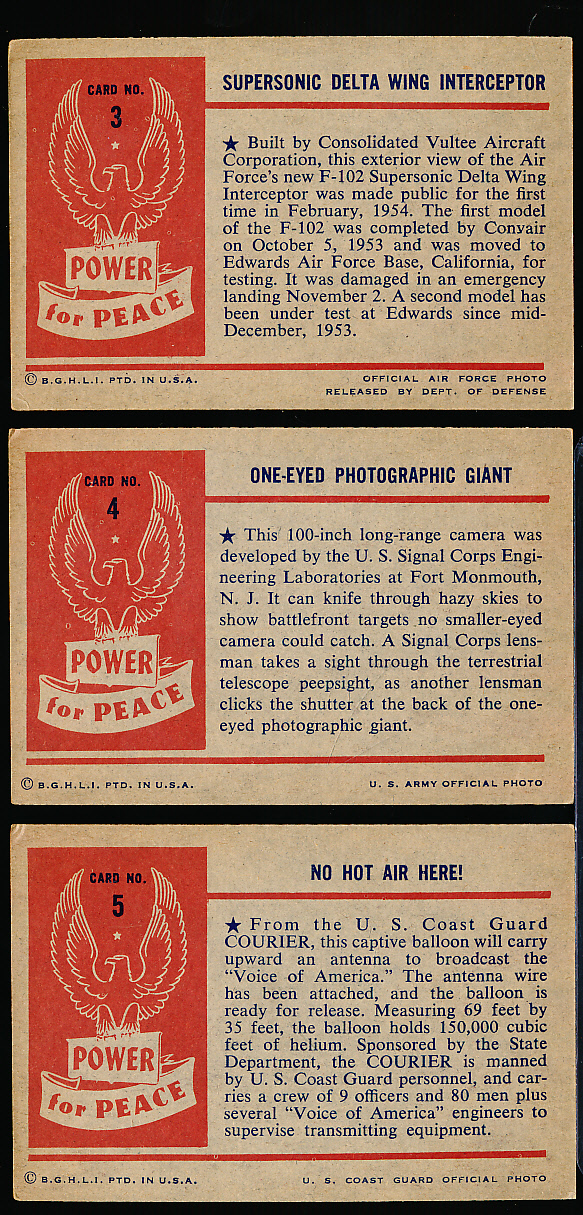 CARD NO.
3
POWER
for PEACE
SUPERSONIC DELTA WING INTERCEPTOR
★ Built by Consolidated Vultee Aircraft
Corporation, this exterior view of the Air
Force's new F-102 Supersonic Delta Wing
Interceptor was made public for the first
time in February, 1954. The first model
of the F-102 was completed by Convair
on October 5, 1953 and was moved to
Edwards Air Force Base, California, for
testing. It was damaged in an emergency
landing November 2. A second model has
been under test at Edwards since mid-
December, 1953.
© B.G.H.L.I. PTD. IN U.S.A.
OFFICIAL AIR FORCE PHOTO
RELEASED BY DEPT. OF DEFENSE
CARD NO.
4
POWER
for PEACE
ONE-EYED PHOTOGRAPHIC GIANT
★ This 100-inch long-range camera was
developed by the U. S. Signal Corps Engi-
neering Laboratories at Fort Monmouth,
N. J. It can knife through hazy skies to
show battlefront targets no smaller-eyed
camera could catch. A Signal Corps lens-
man takes a sight through the terrestrial
telescope peepsight, as another lensman
clicks the shutter at the back of the one-
eyed photographic giant.
© B.G.H.L.I. PTD. IN U.S.A.
U. S. ARMY OFFICIAL PHOTO
CARD NO.
5
POWER
for PEACE
NO HOT AIR HERE!
★ From the U. S. Coast Guard
COURIER, this captive balloon will carry
upward an antenna to broadcast the
"Voice of America." The antenna wire
has been attached, and the balloon is
ready for release. Measuring 69 feet by
35 feet, the balloon holds 150,000 cubic
feet of helium. Sponsored by the State
Department, the COURIER is manned
by U. S. Coast Guard personnel, and car-
ries a crew of 9 officers and 80 men plus
several "Voice of America" engineers to
supervise transmitting equipment.
© B.G.H.L.I. PTD. IN U.S.A.
U. S. COAST GUARD OFFICIAL PHOTO